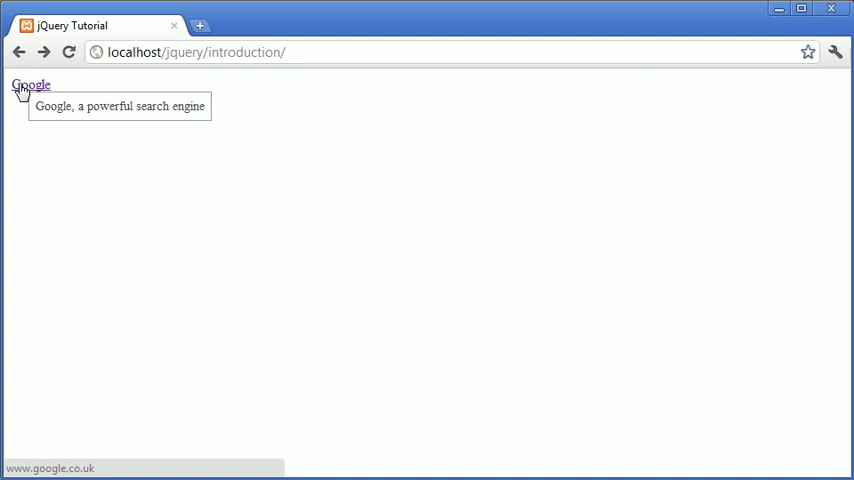 jQuery Tutorial
localhost/jquery/introduction/
Google
Google, a powerful search engine
www.google.co.uk